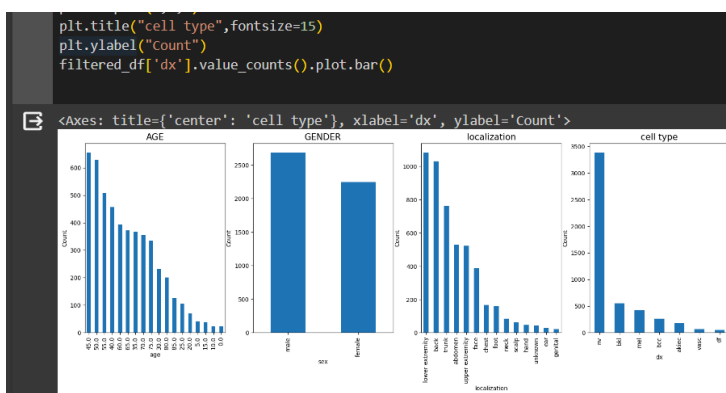 plt.title("cell type",fontsize=15)
plt.ylabel("Count")
filtered_df['dx'].value_counts().plot.bar()
<Axes: title={'center': 'cell type'}, xlabel='dx', ylabel='Count'>
AGE
GENDER
localization
cell type
600
500
400
300
200
100
0
Count
45.0
50.0
55.0
40.0
60.0
65.0
35.0
70.0
75.0
30.0
80.0
85.0
25.0
20.0
5.0
15.0
10.0
0.0
age
2500
2000
1500
1000
500
0
Count
male
female
sex
1000
800
600
400
200
0
Count
lower extremity
back
trunk
abdomen
upper extremity
face
chest
foot
neck
scalp
hand
unknown
ear
genital
localization
3500
3000
2500
2000
1500
1000
500
0
Count
nv
bkl
mel
bcc
akiec
vasc
df
dx